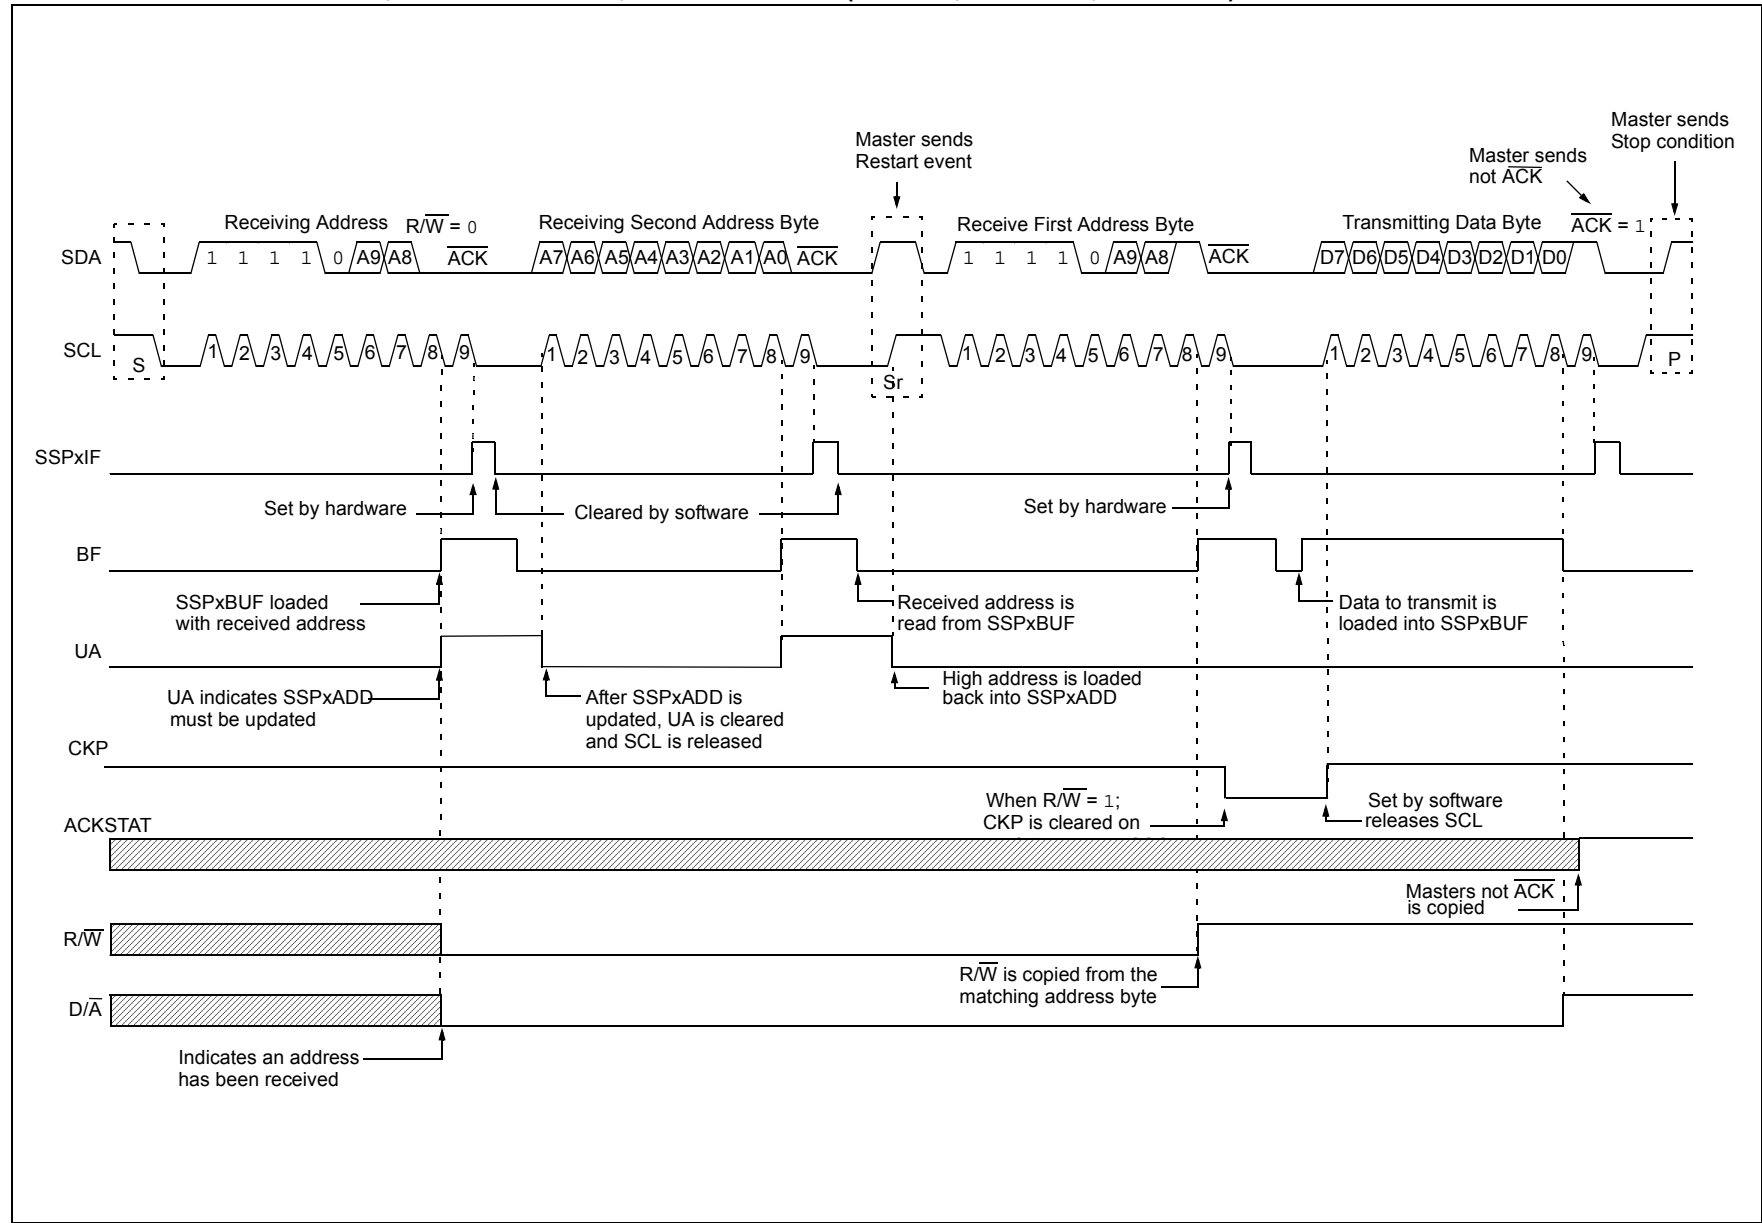 Master sends
Restart event
Master sends
Stop condition
Master sends
not ACK
Receiving Address R/W = 0
Receiving Second Address Byte
Receive First Address Byte
Transmitting Data Byte
ACK = 1
SDA 1 1 1 1 0 A9 A8 ACK A7 A6 A5 A4 A3 A2 A1 A0 ACK 1 1 1 1 0 A9 A8 ACK D7 D6 D5 D4 D3 D2 D1 D0
SCL S 1 2 3 4 5 6 7 8 9 1 2 3 4 5 6 7 8 9 Sr 1 2 3 4 5 6 7 8 9 1 2 3 4 5 6 7 8 9 P
SSPxIF
Set by hardware
Cleared by software
Set by hardware
BF
SSPxBUF loaded
with received address
Received address is
read from SSPxBUF
Data to transmit is
loaded into SSPxBUF
UA
UA indicates SSPxADD
must be updated
After SSPxADD is
updated, UA is cleared
and SCL is released
High address is loaded
back into SSPxADD
CKP
When R/W = 1;
CKP is cleared on
Set by software
releases SCL
ACKSTAT
Masters not ACK
is copied
R/W
R/W is copied from the
matching address byte
D/A
Indicates an address
has been received